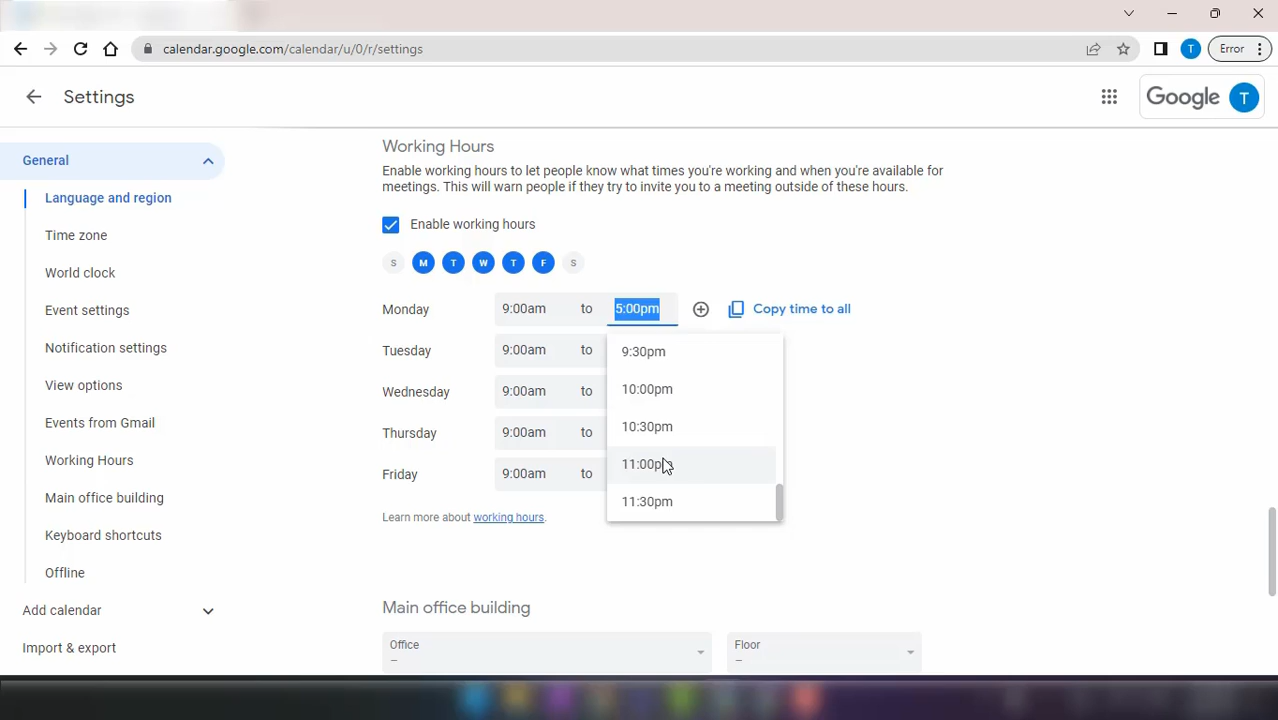 calendar.google.com/calendar/u/0/r/settings
T
Error
Settings
Google
T
General
Language and region
Time zone
World clock
Event settings
Notification settings
View options
Events from Gmail
Working Hours
Main office building
Keyboard shortcuts
Offline
Add calendar
Import & export
Working Hours
Enable working hours to let people know what times you're working and when you're available for
meetings. This will warn people if they try to invite you to a meeting outside of these hours.
Enable working hours
S M T W T F S
Monday 9:00am to 5:00pm Copy time to all
Tuesday 9:00am to
Wednesday 9:00am to
Thursday 9:00am to
Friday 9:00am to
9:30pm
10:00pm
10:30pm
11:00pm
11:30pm
Learn more about working hours.
Main office building
Office
–
Floor
–